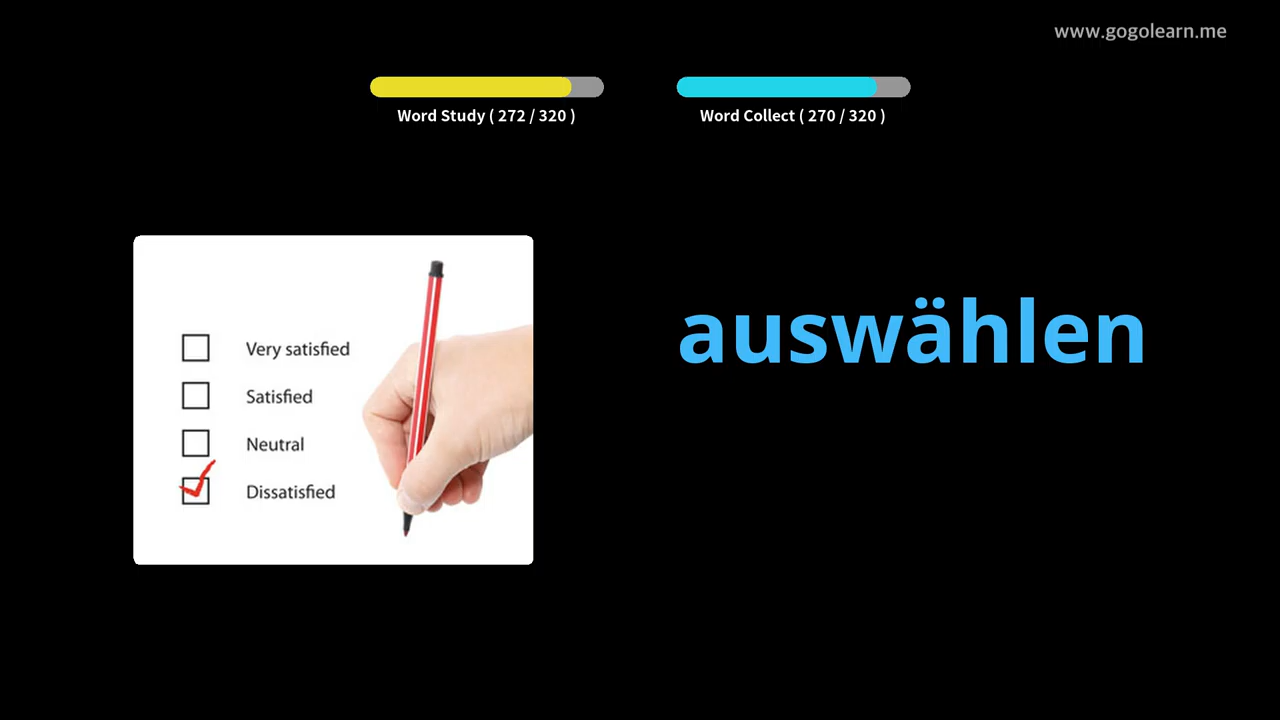 www.gogolearn.me
Word Study ( 272 / 320 )
Word Collect ( 270 / 320 )
Very satisfied
Satisfied
Neutral
Dissatisfied
auswählen